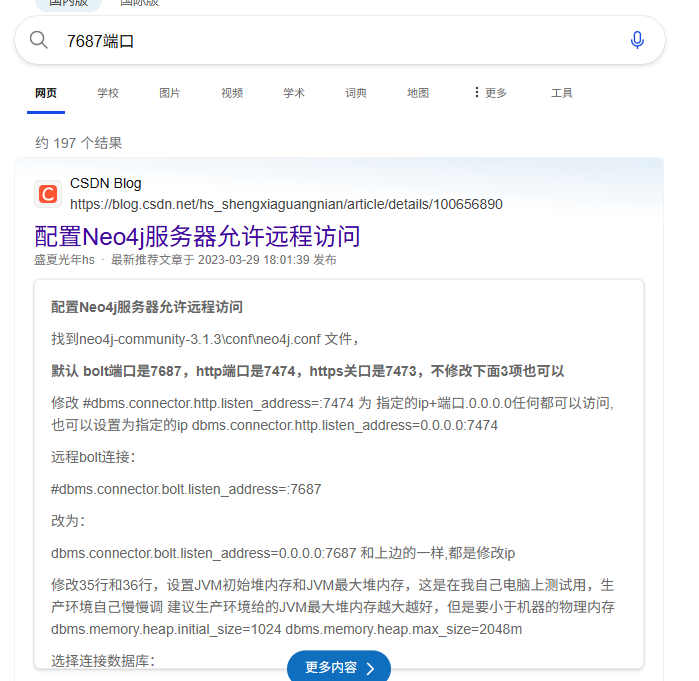 国内版 国际版
7687端口
网页 学校 图片 视频 学术 词典 地图 更多 工具
约 197 个结果
CSDN Blog
https://blog.csdn.net/hs_shengxiaguangnian/article/details/100656890
配置Neo4j服务器允许远程访问
盛夏光年hs · 最新推荐文章于 2023-03-29 18:01:39 发布
配置Neo4j服务器允许远程访问
找到neo4j-community-3.1.3\conf\neo4j.conf 文件，
默认 bolt端口是7687，http端口是7474，https关口是7473，不修改下面3项也可以
修改 #dbms.connector.http.listen_address=:7474 为 指定的ip+端口.0.0.0.0任何都可以访问,
也可以设置为指定的ip dbms.connector.http.listen_address=0.0.0.0:7474
远程bolt连接：
#dbms.connector.bolt.listen_address=:7687
改为：
dbms.connector.bolt.listen_address=0.0.0.0:7687 和上边的一样,都是修改ip
修改35行和36行，设置JVM初始堆内存和JVM最大堆内存，这是在我自己电脑上测试用，生
产环境自己慢慢调 建议生产环境给的JVM最大堆内存越大越好，但是要小于机器的物理内存
dbms.memory.heap.initial_size=1024 dbms.memory.heap.max_size=2048m
选择连接数据库：
更多内容